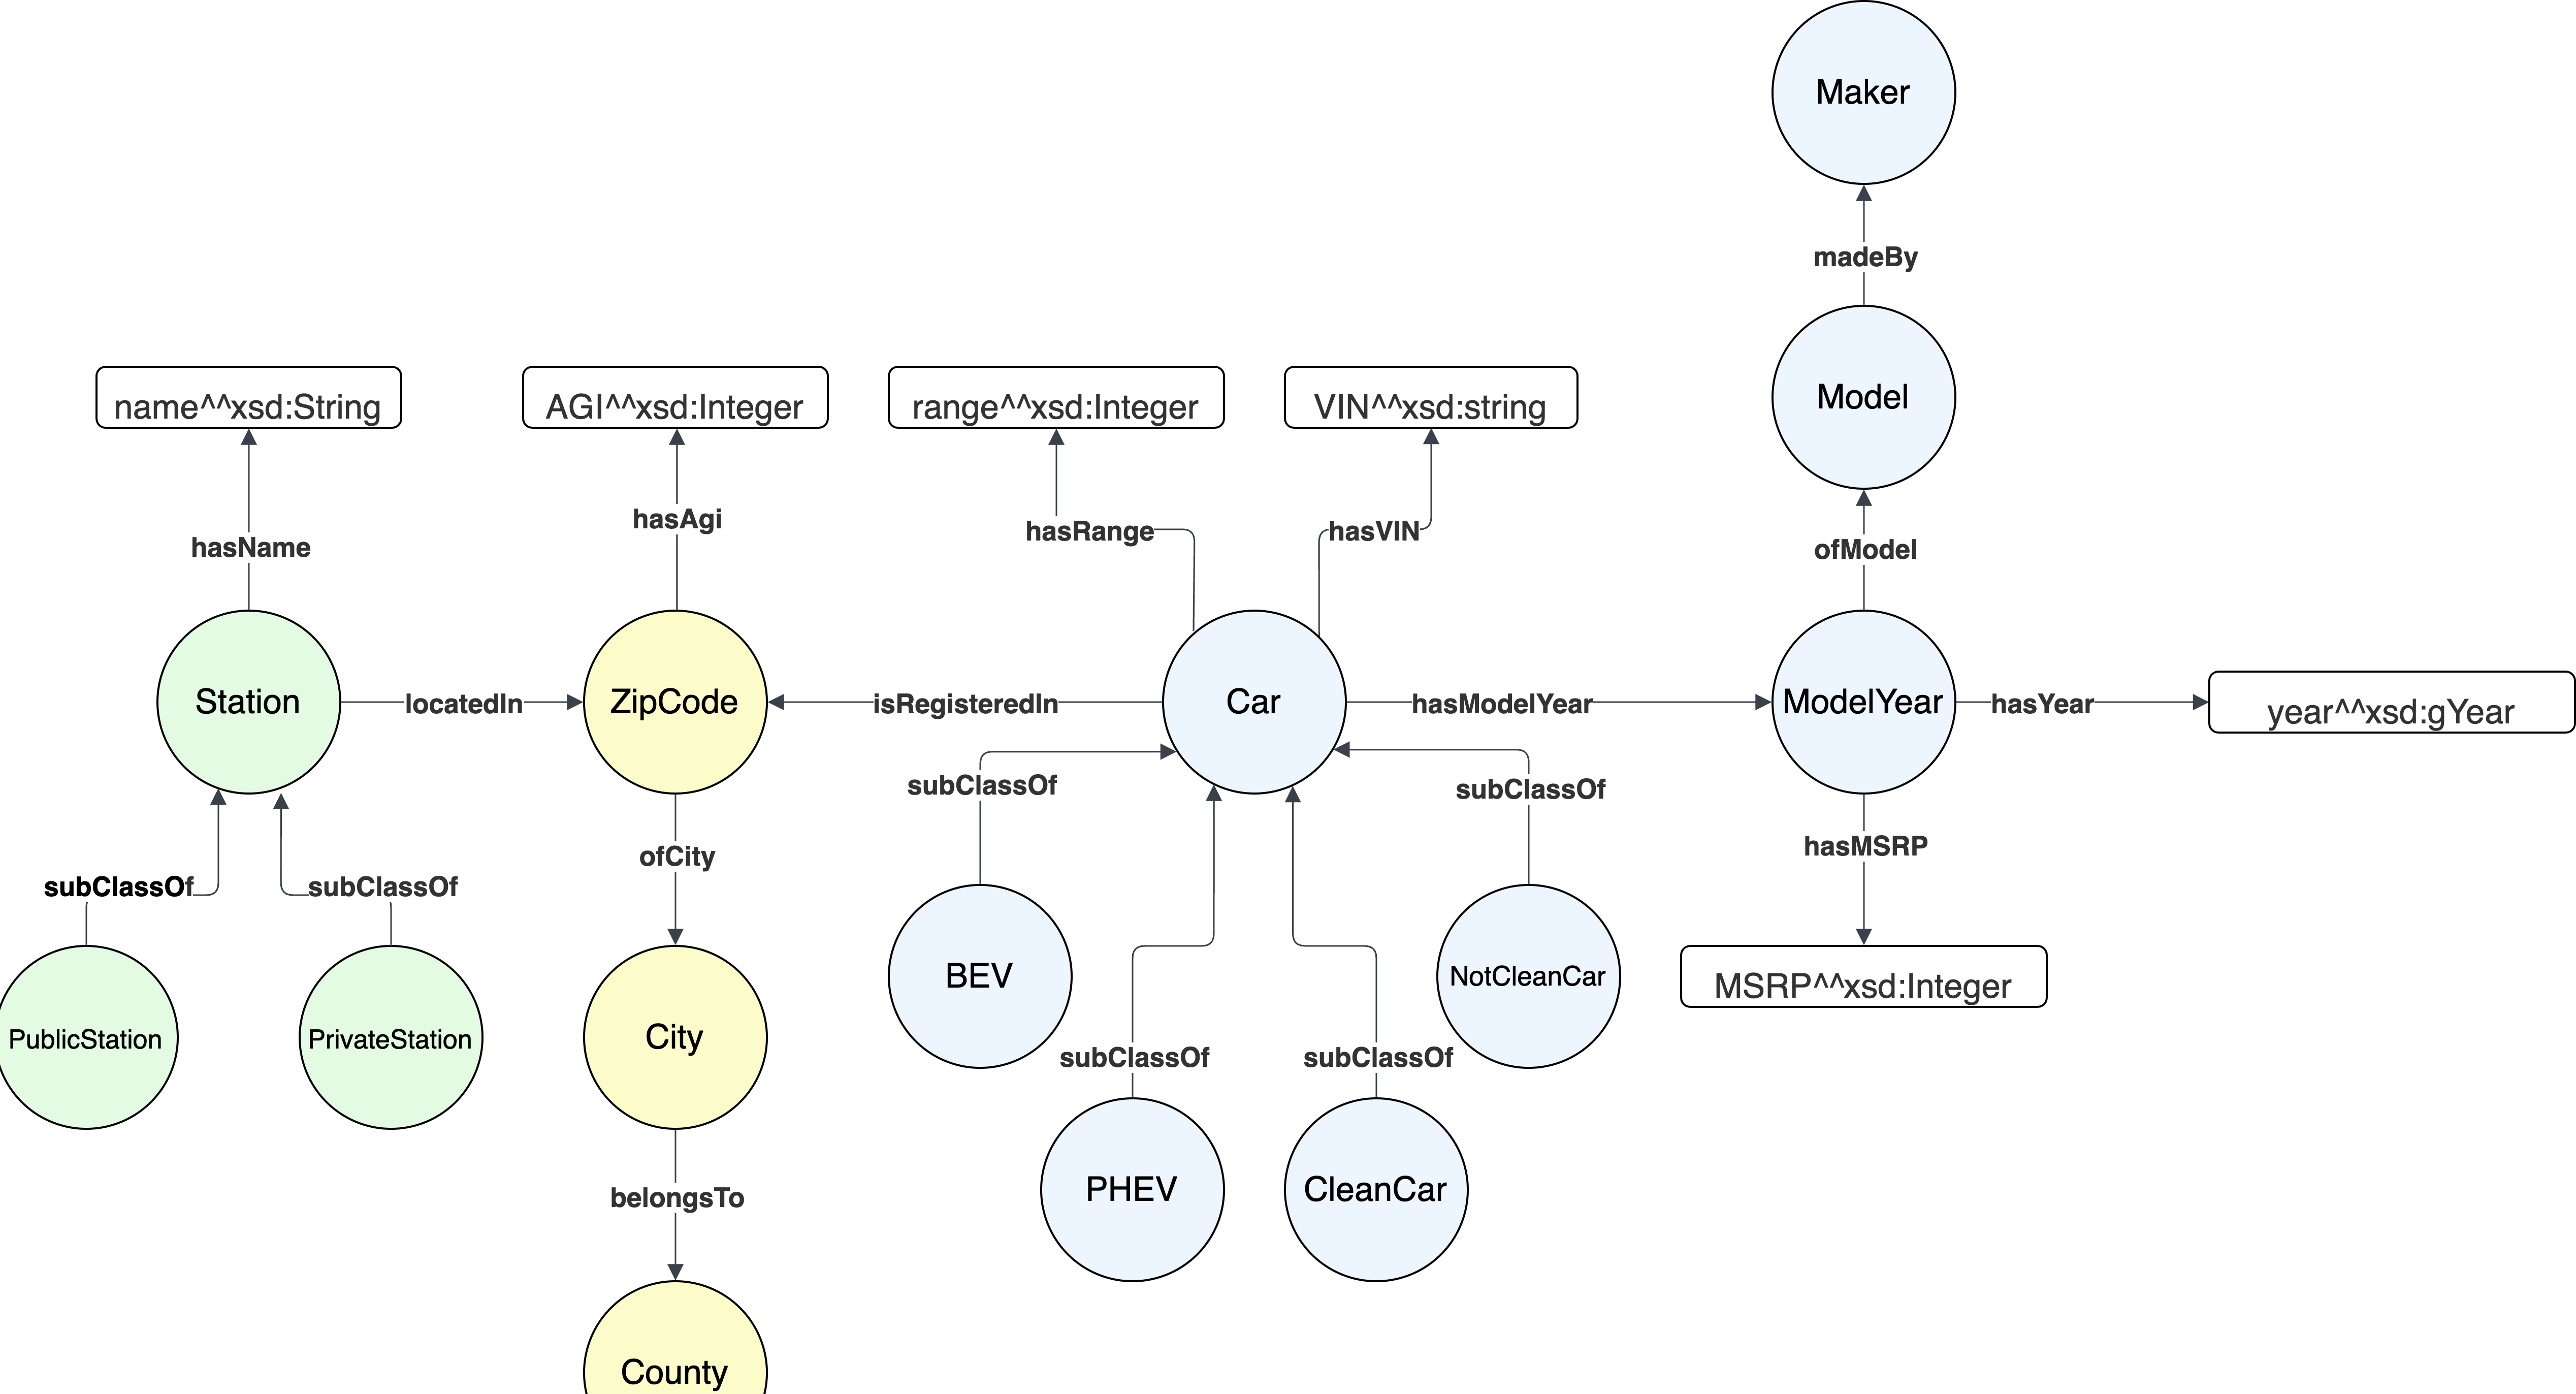 Maker
madeBy
Model
name^^xsd:String
AGI^^xsd:Integer
range^^xsd:Integer
VIN^^xsd:string
hasName
hasAgi
hasRange
hasVIN
ofModel
Station
locatedIn
ZipCode
isRegisteredIn
Car
hasModelYear
ModelYear
hasYear
year^^xsd:gYear
subClassOf
subClassOf
hasMSRP
ofCity
subClassOf
subClassOf
BEV
NotCleanCar
MSRP^^xsd:Integer
PublicStation
PrivateStation
City
subClassOf
subClassOf
PHEV
CleanCar
belongsTo
County